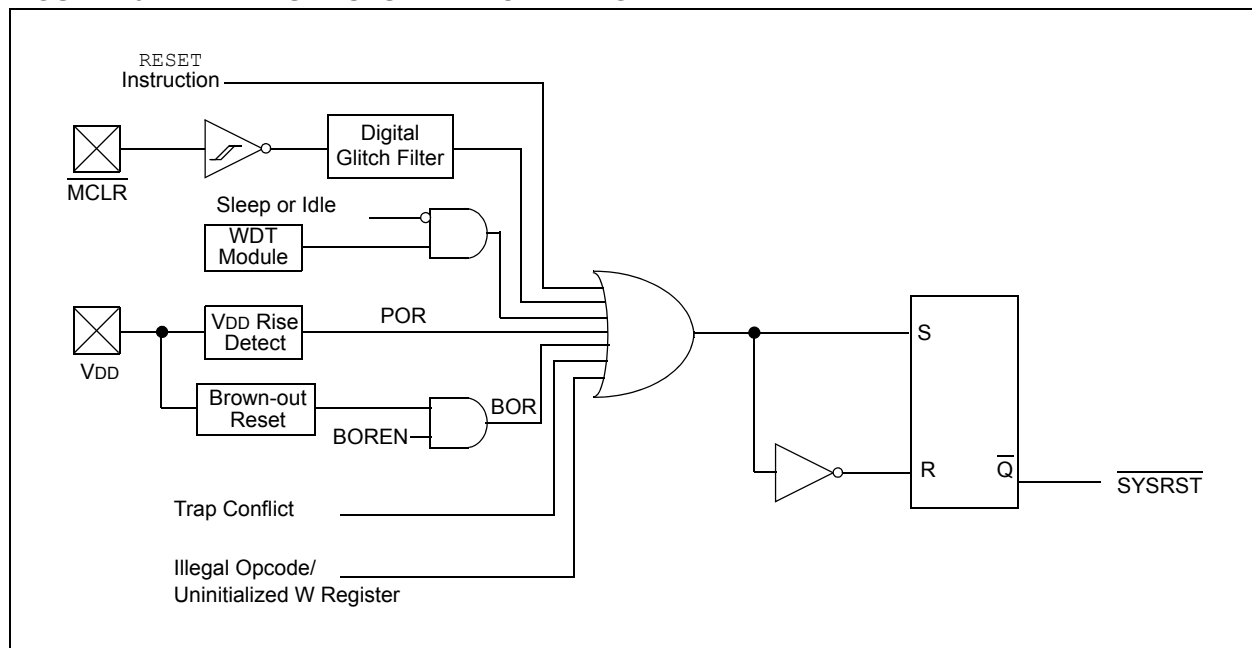 RESET
Instruction
Digital
Glitch Filter
MCLR
Sleep or Idle
WDT
Module
VDD Rise
Detect
POR
VDD
Brown-out
Reset
BOR
BOREN
Trap Conflict
Illegal Opcode/
Uninitialized W Register
S
R
Q
SYSRST